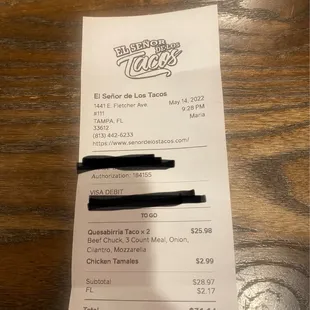 EL SEÑOR
DE LOS
Tacos
El Señor de Los Tacos
1441 E. Fletcher Ave.
#111
TAMPA, FL
33612
(813) 442-6233
https://www.senordelostacos.com/
May 14, 2022
9:28 PM
Maria
Authorization: 184155
VISA DEBIT
TO GO
Quesabirria Taco × 2 $25.98
Beef Chuck, 3 Count Meal, Onion,
Cilantro, Mozzarella
Chicken Tamales $2.99
Subtotal $28.97
FL $2.17
Total